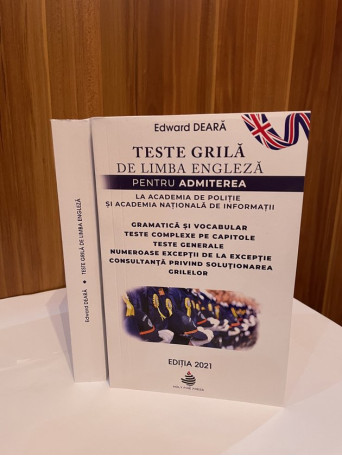 Edward DEARĂ
TESTE GRILĂ
DE LIMBA ENGLEZĂ
PENTRU ADMITEREA
LA ACADEMIA DE POLIȚIE
ȘI ACADEMIA NAȚIONALĂ DE INFORMAȚII
GRAMATICĂ ȘI VOCABULAR
TESTE COMPLEXE PE CAPITOLE
TESTE GENERALE
NUMEROASE EXCEPȚII DE LA EXCEPȚIE
CONSULTANȚĂ PRIVIND SOLUȚIONAREA
GRILELOR
EDIȚIA 2021
Edward DEARĂ • TESTE GRILĂ DE LIMBA ENGLEZĂ